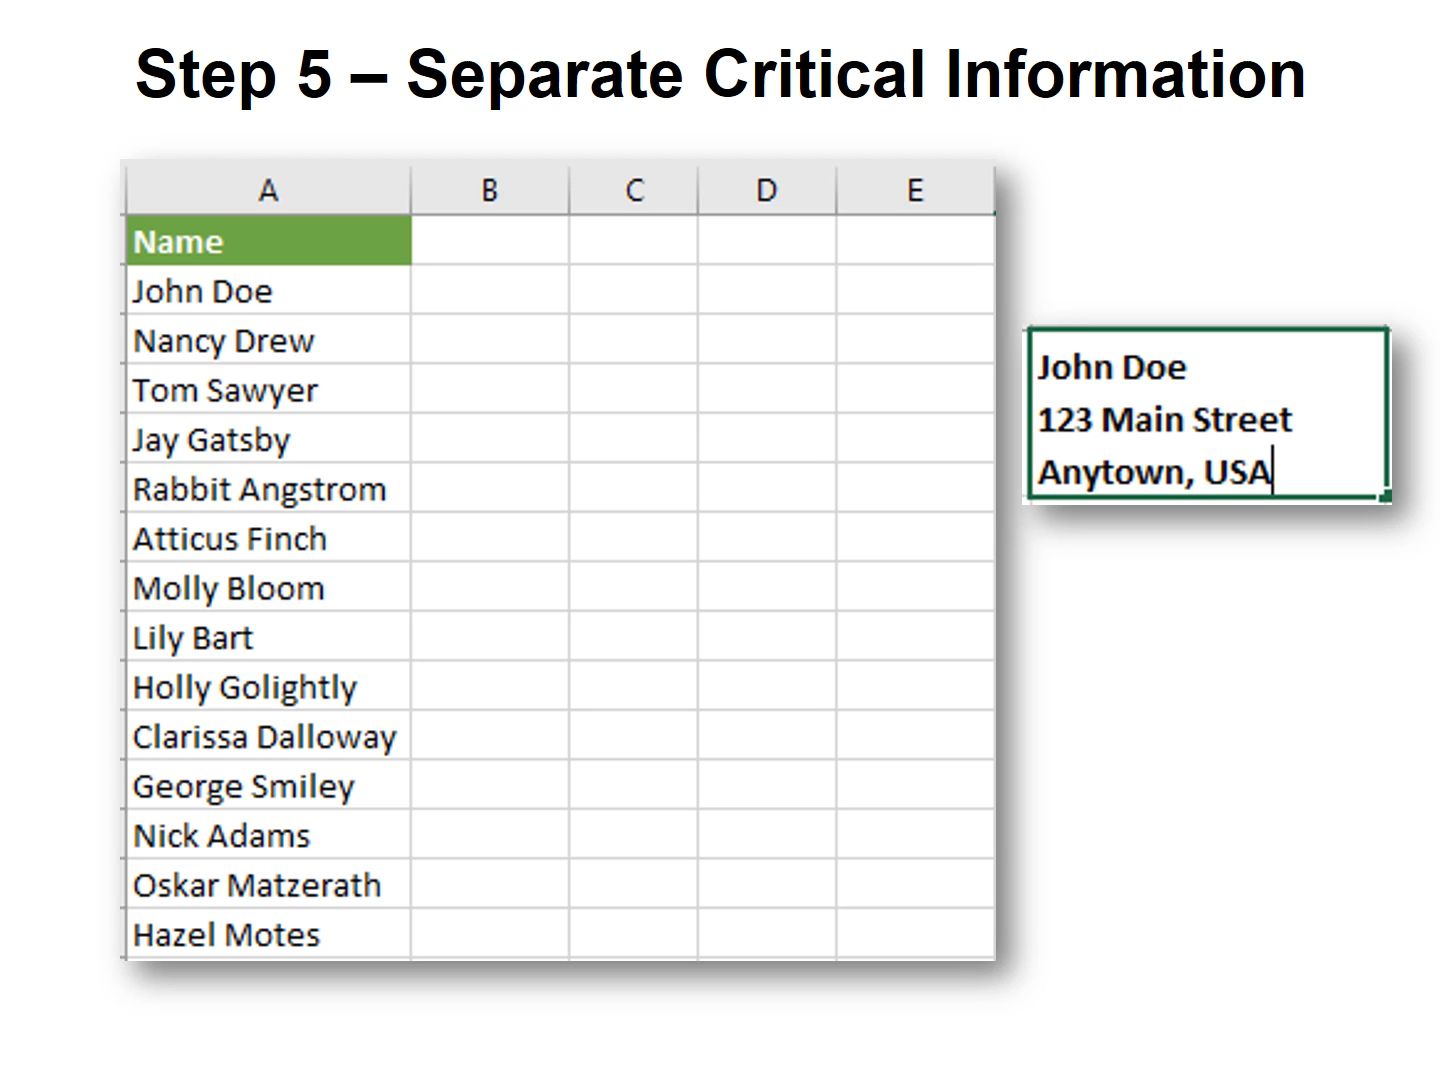 Step 5 – Separate Critical Information
A B C D E
Name
John Doe
Nancy Drew
Tom Sawyer
Jay Gatsby
Rabbit Angstrom
Atticus Finch
Molly Bloom
Lily Bart
Holly Golightly
Clarissa Dalloway
George Smiley
Nick Adams
Oskar Matzerath
Hazel Motes
John Doe
123 Main Street
Anytown, USA